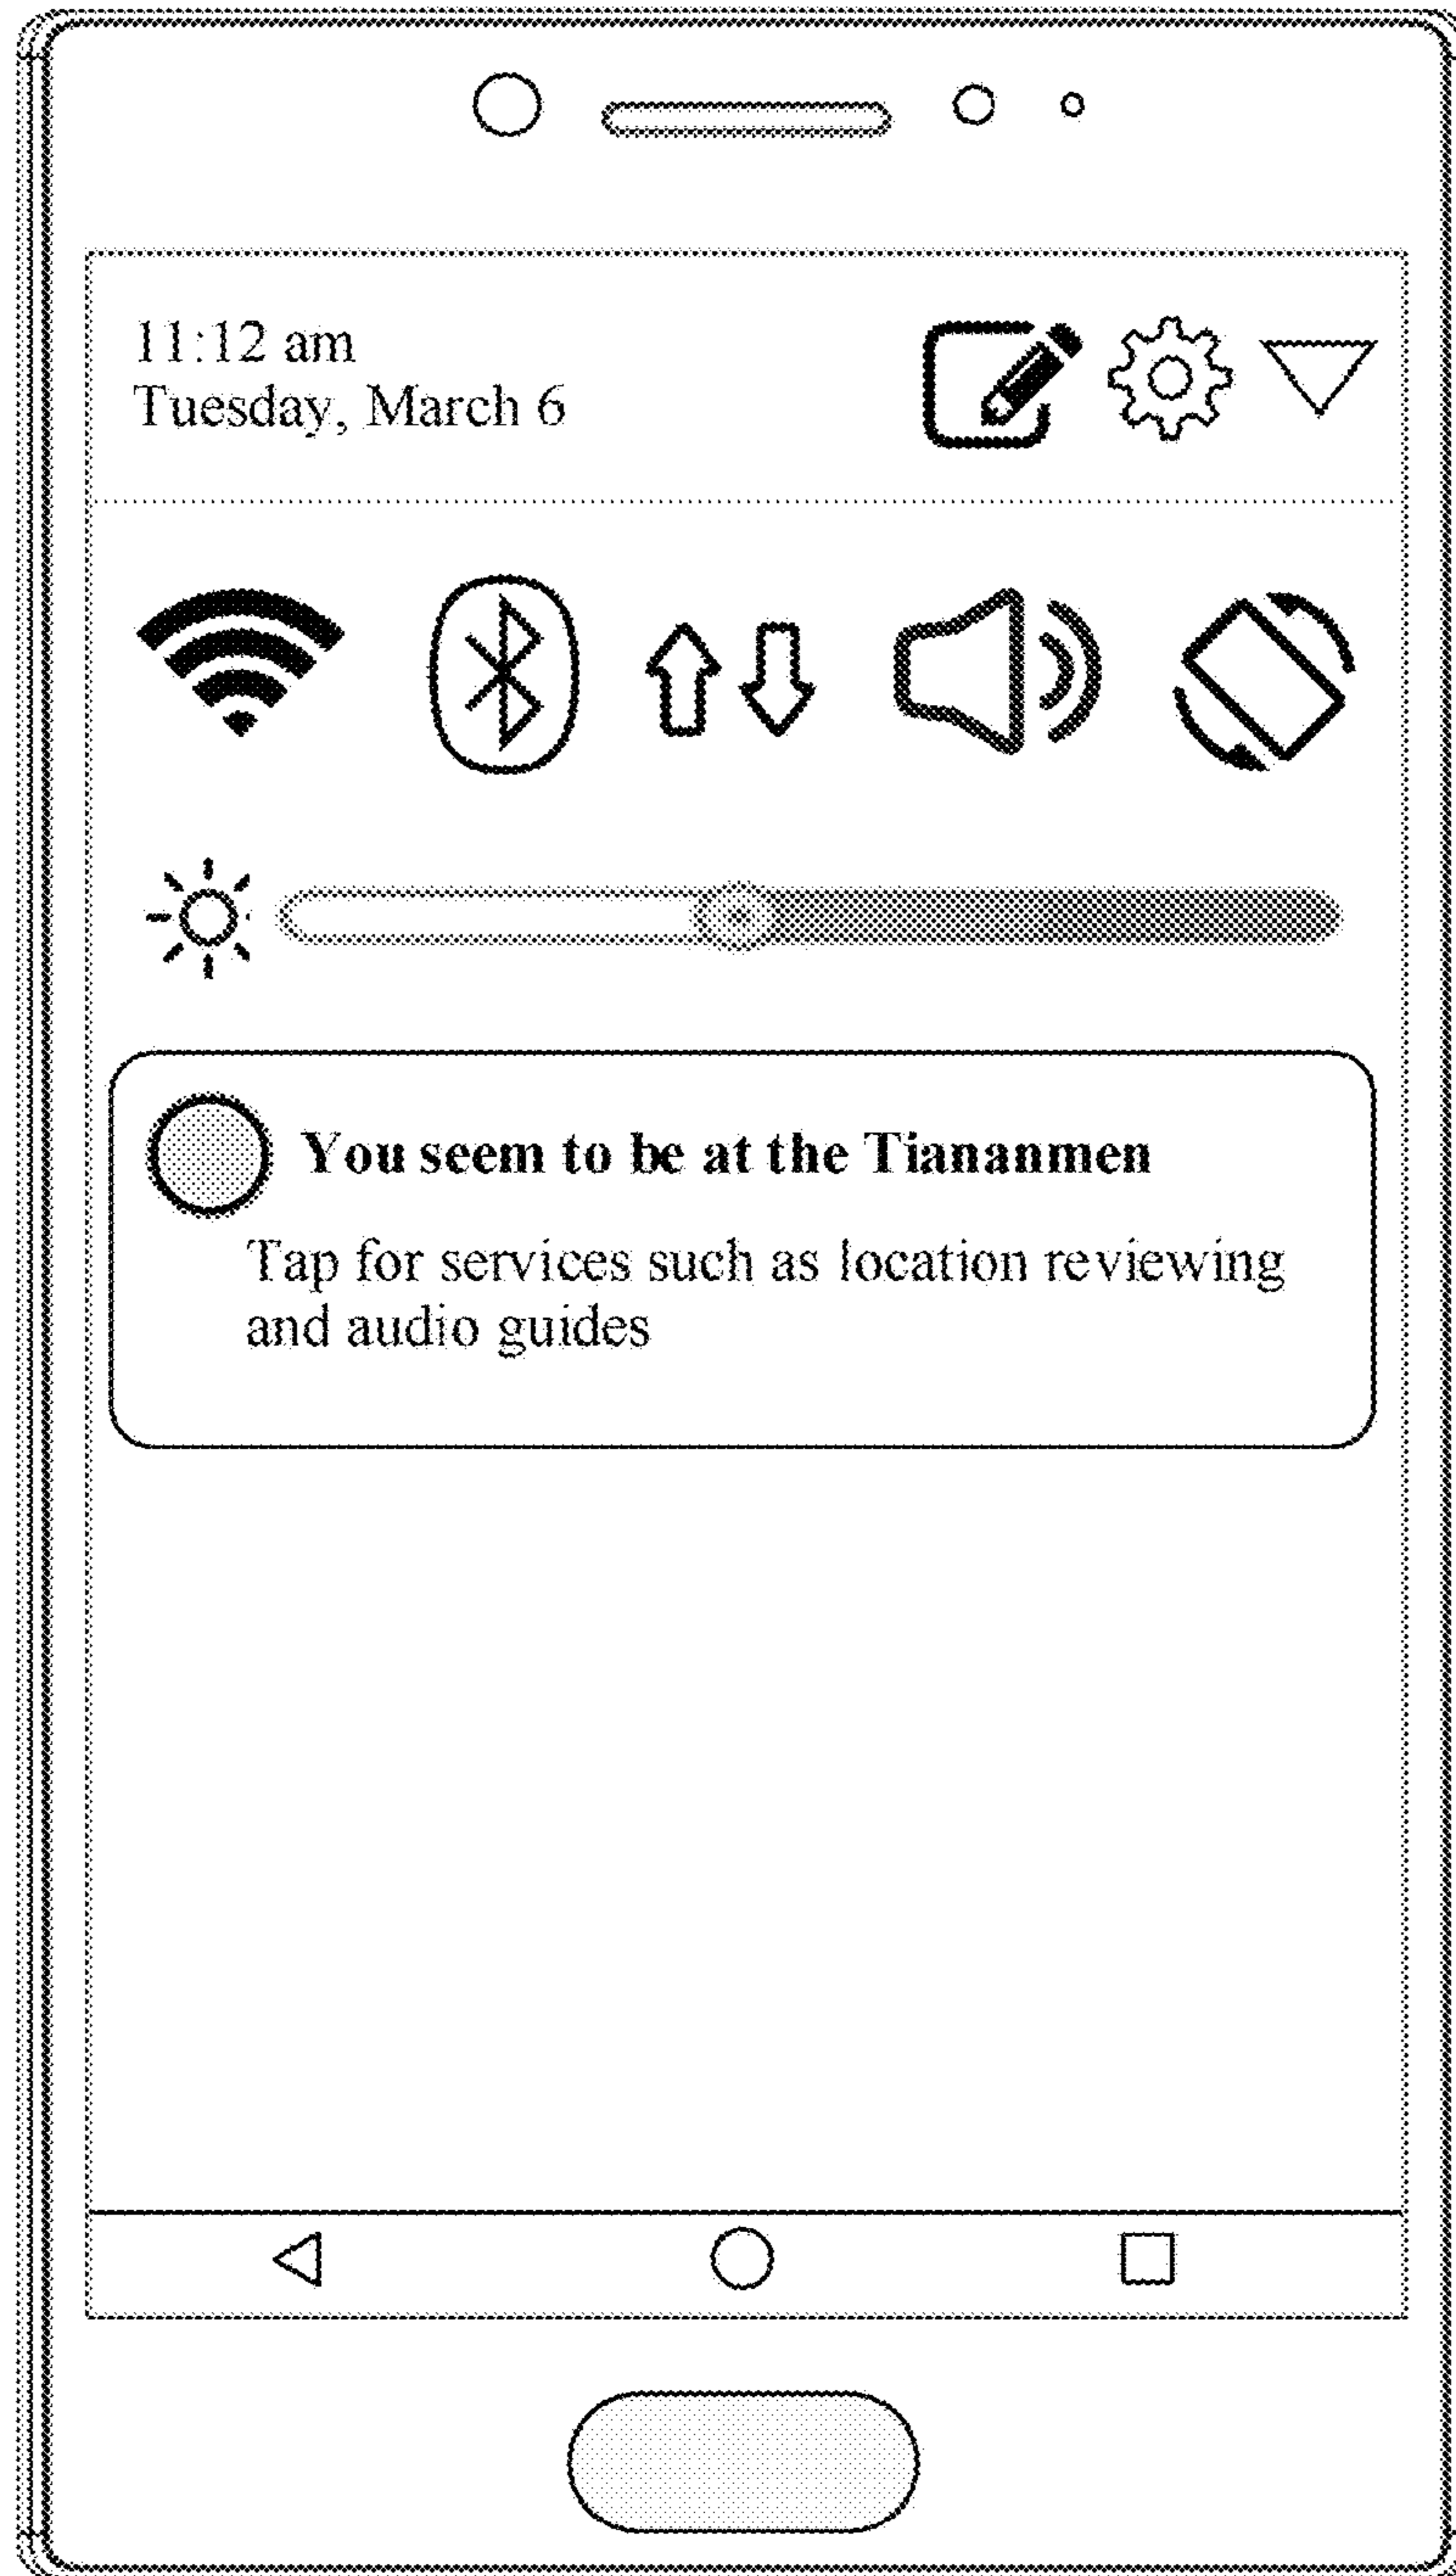 11:12 am
Tuesday, March 6
You seem to be at the Tiananmen
Tap for services such as location reviewing
and audio guides